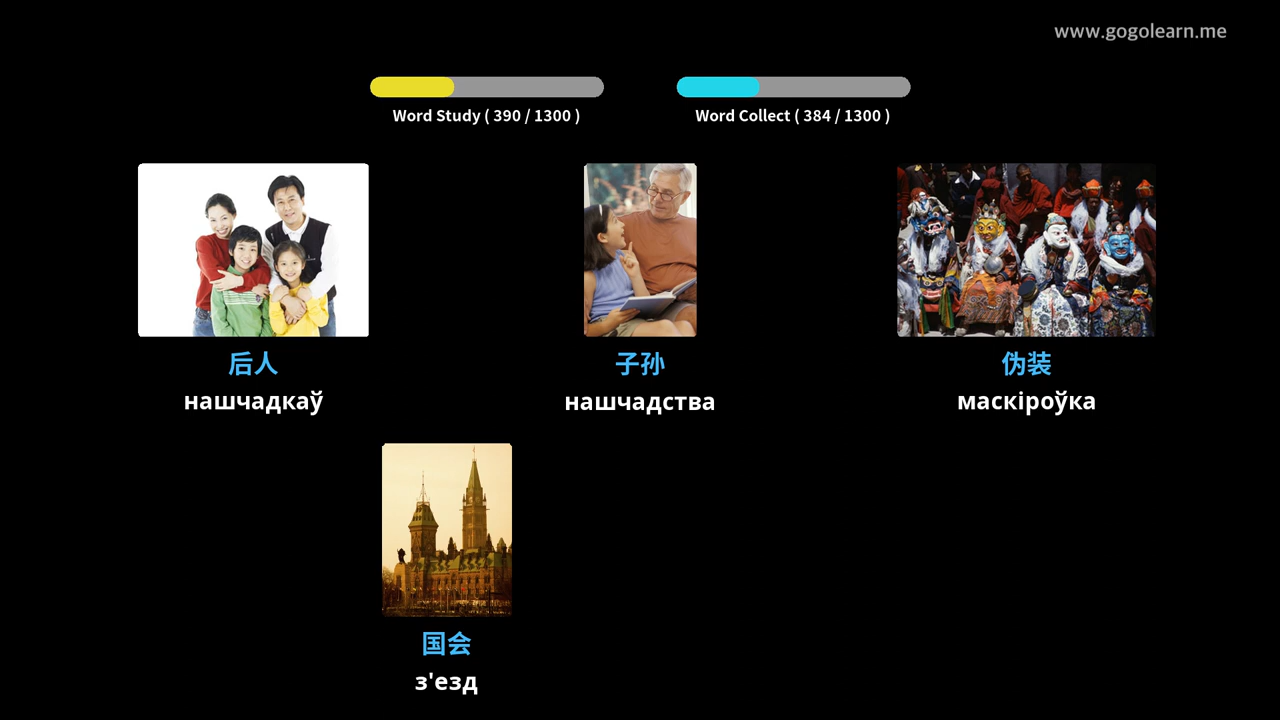 www.gogolearn.me
Word Study ( 390 / 1300 )
Word Collect ( 384 / 1300 )
后人
нашчадкаў
子孙
нашчадства
伪装
маскіроўка
国会
з'езд